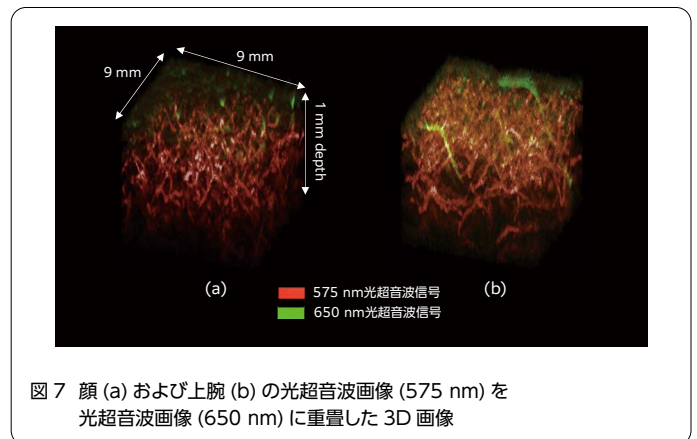 9 mm
9 mm
1 mm depth
(a)
(b)
575 nm光超音波信号
650 nm光超音波信号
図 7 顔 (a) および上腕 (b) の光超音波画像 (575 nm) を
光超音波画像 (650 nm) に重畳した 3D 画像